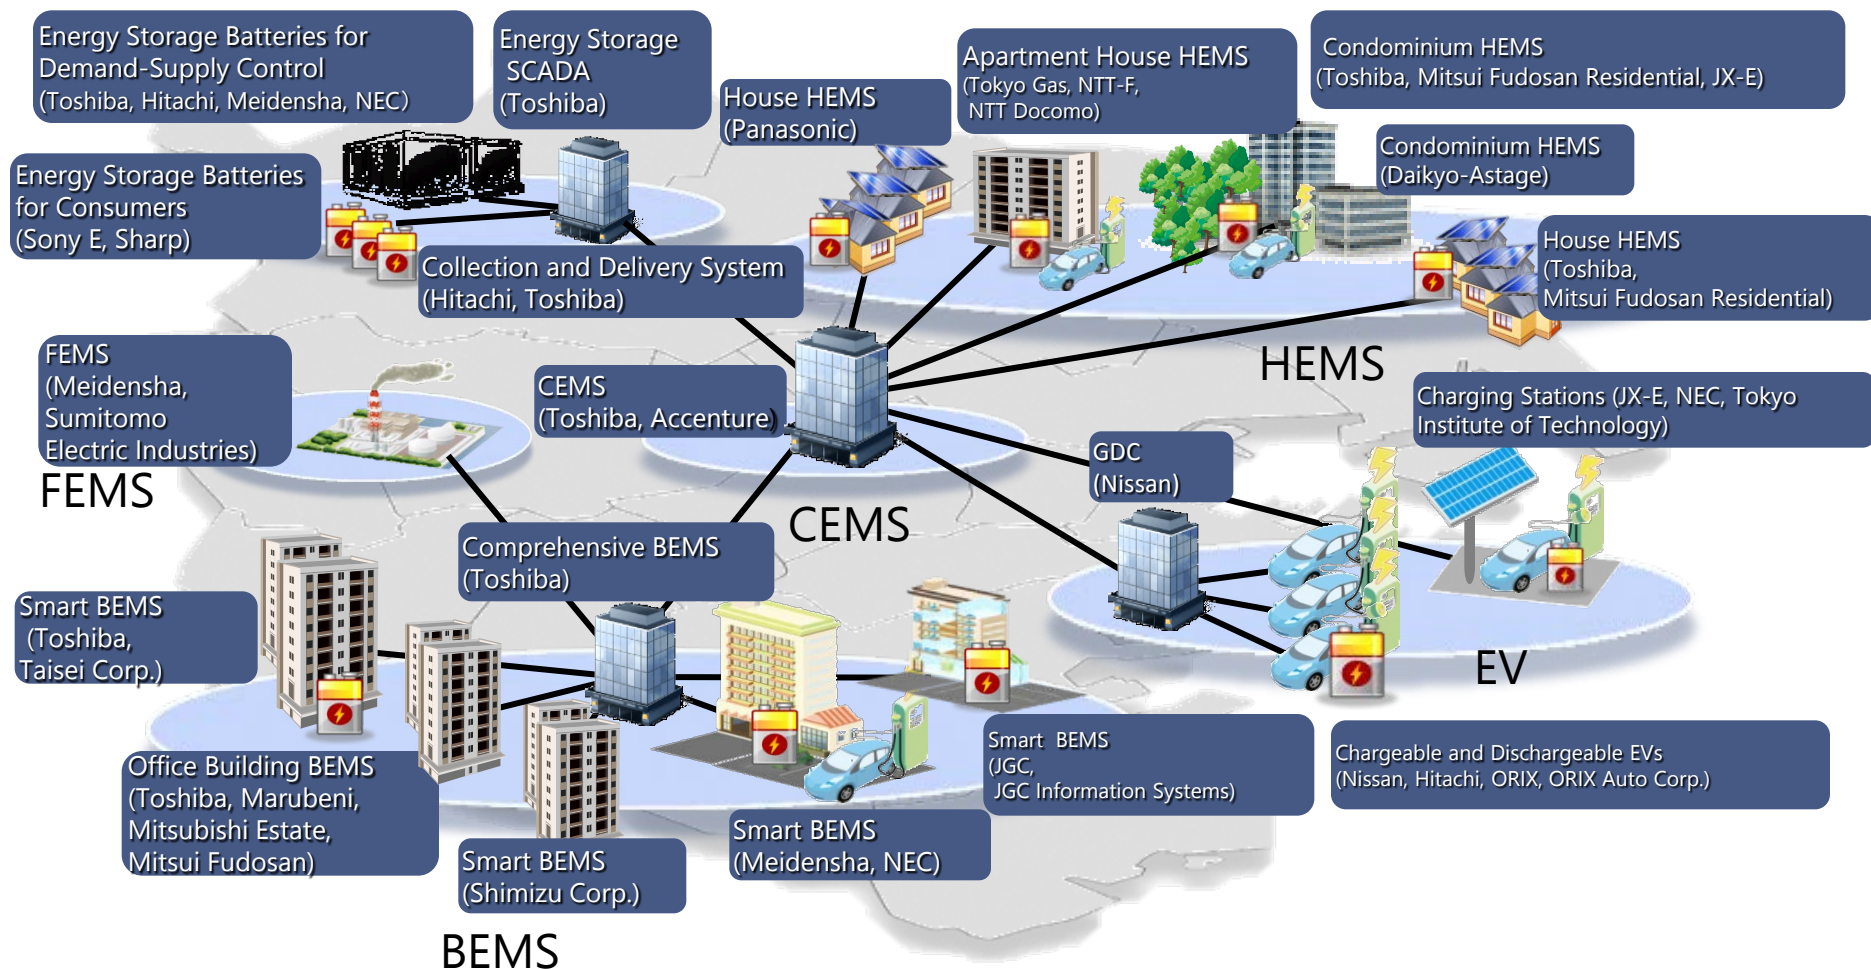 Energy Storage Batteries for
Demand-Supply Control
(Toshiba, Hitachi, Meidensha, NEC)
Energy Storage
SCADA
(Toshiba)
House HEMS
(Panasonic)
Apartment House HEMS
(Tokyo Gas, NTT-F,
NTT Docomo)
Condominium HEMS
(Toshiba, Mitsui Fudosan Residential, JX-E)
Condominium HEMS
(Daikyo-Astage)
Energy Storage Batteries
for Consumers
(Sony E, Sharp)
Collection and Delivery System
(Hitachi, Toshiba)
House HEMS
(Toshiba,
Mitsui Fudosan Residential)
HEMS
FEMS
(Meidensha,
Sumitomo
Electric Industries)
FEMS
CEMS
(Toshiba, Accenture)
CEMS
Charging Stations (JX-E, NEC, Tokyo
Institute of Technology)
GDC
(Nissan)
Comprehensive BEMS
(Toshiba)
Smart BEMS
(Toshiba,
Taisei Corp.)
EV
Office Building BEMS
(Toshiba, Marubeni,
Mitsubishi Estate,
Mitsui Fudosan)
Smart BEMS
(Shimizu Corp.)
Smart BEMS
(Meidensha, NEC)
Smart BEMS
(JGC,
JGC Information Systems)
Chargeable and Dischargeable EVs
(Nissan, Hitachi, ORIX, ORIX Auto Corp.)
BEMS